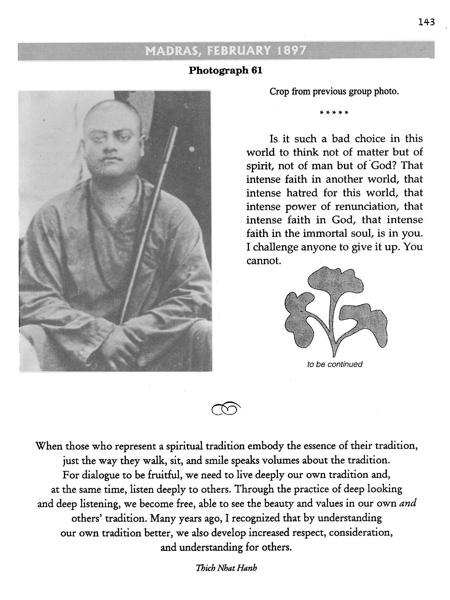 143
MADRAS, FEBRUARY 1897
Photograph 61
Crop from previous group photo.
* * * * *
Is it such a bad choice in this
world to think not of matter but of
spirit, not of man but of God? That
intense faith in another world, that
intense hatred for this world, that
intense power of renunciation, that
intense faith in God, that intense
faith in the immortal soul, is in you.
I challenge anyone to give it up. You
cannot.
to be continued
When those who represent a spiritual tradition embody the essence of their tradition,
just the way they walk, sit, and smile speaks volumes about the tradition.
For dialogue to be fruitful, we need to live deeply our own tradition and,
at the same time, listen deeply to others. Through the practice of deep looking
and deep listening, we become free, able to see the beauty and values in our own and
others' tradition. Many years ago, I recognized that by understanding
our own tradition better, we also develop increased respect, consideration,
and understanding for others.
Thich Nhat Hanh